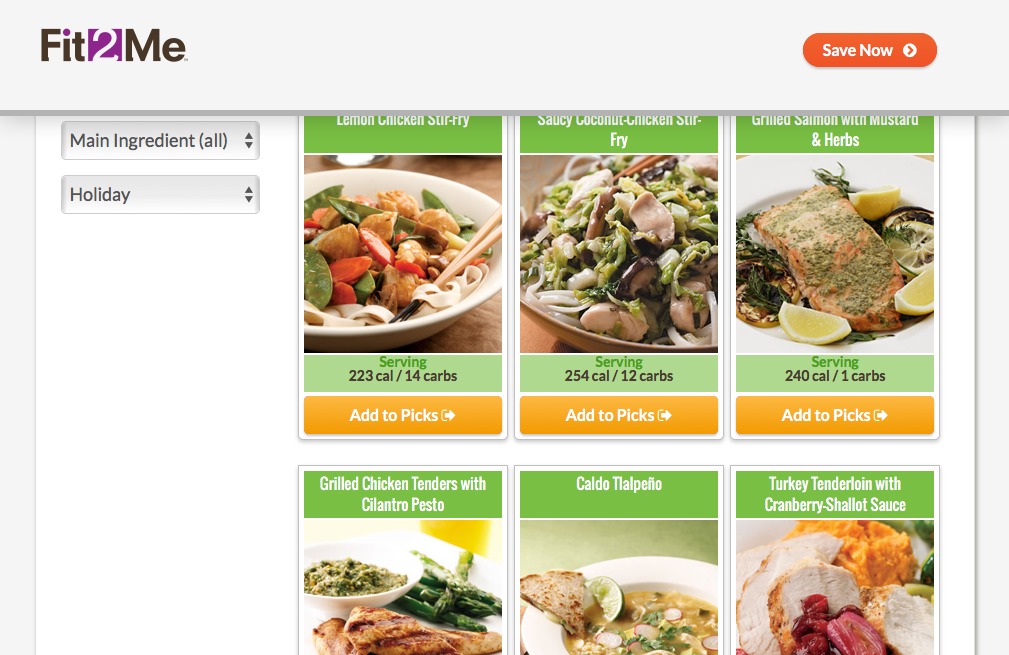 Fit2Me
Save Now
Main Ingredient (all)
Holiday
Lemon Chicken Stir-Fry
Saucy Coconut-Chicken Stir-
Fry
Grilled Salmon with Mustard
& Herbs
Serving
223 cal / 14 carbs
Add to Picks
Serving
254 cal / 12 carbs
Add to Picks
Serving
240 cal / 1 carbs
Add to Picks
Grilled Chicken Tenders with
Cilantro Pesto
Caldo Tlalpeño
Turkey Tenderloin with
Cranberry-Shallot Sauce